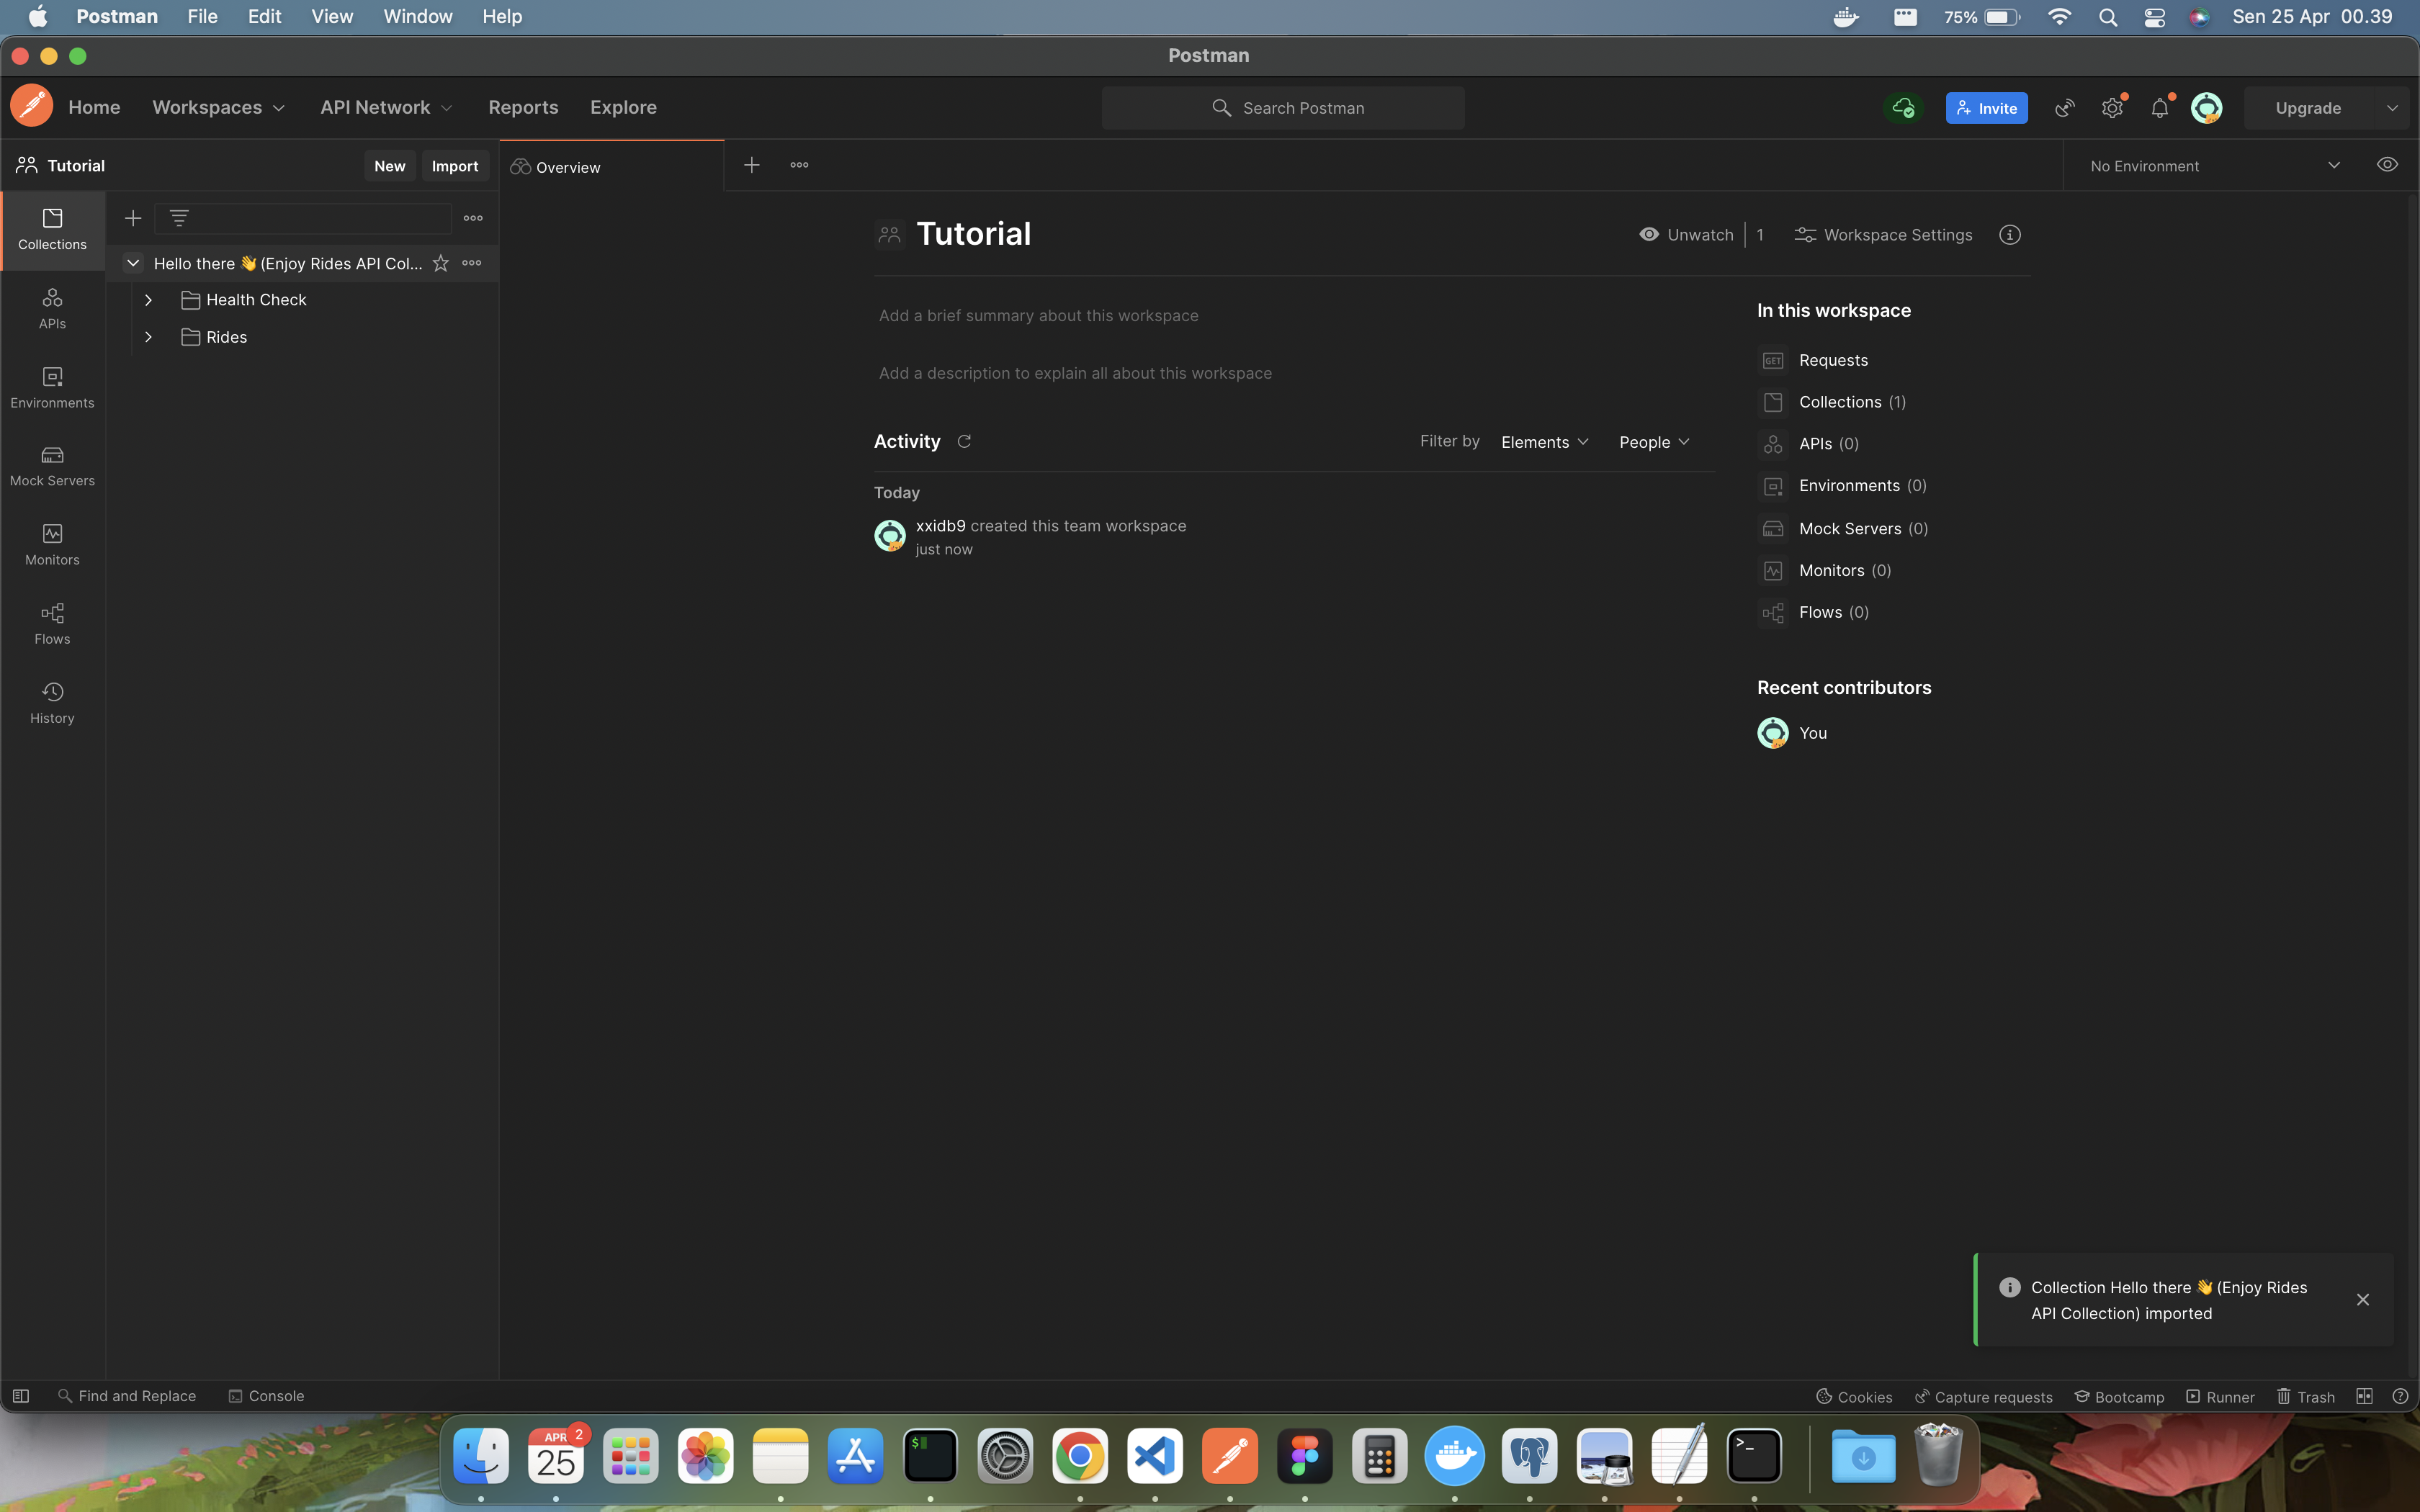 Postman File Edit View Window Help 75% Sen 25 Apr 00.39
Postman
Home Workspaces API Network Reports Explore Search Postman Invite Upgrade
Tutorial New Import Overview No Environment
Collections
APIs
Environments
Mock Servers
Monitors
Flows
History
Hello there 👋 (Enjoy Rides API Col...
Health Check
Rides
Tutorial
Unwatch 1 Workspace Settings
Add a brief summary about this workspace
Add a description to explain all about this workspace
Activity Filter by Elements People
Today
xxidb9 created this team workspace
just now
In this workspace
GET Requests
Collections (1)
APIs (0)
Environments (0)
Mock Servers (0)
Monitors (0)
Flows (0)
Recent contributors
You
Collection Hello there 👋 (Enjoy Rides
API Collection) imported
Find and Replace Console Cookies Capture requests Bootcamp Runner Trash
APR 2
25
$
>_